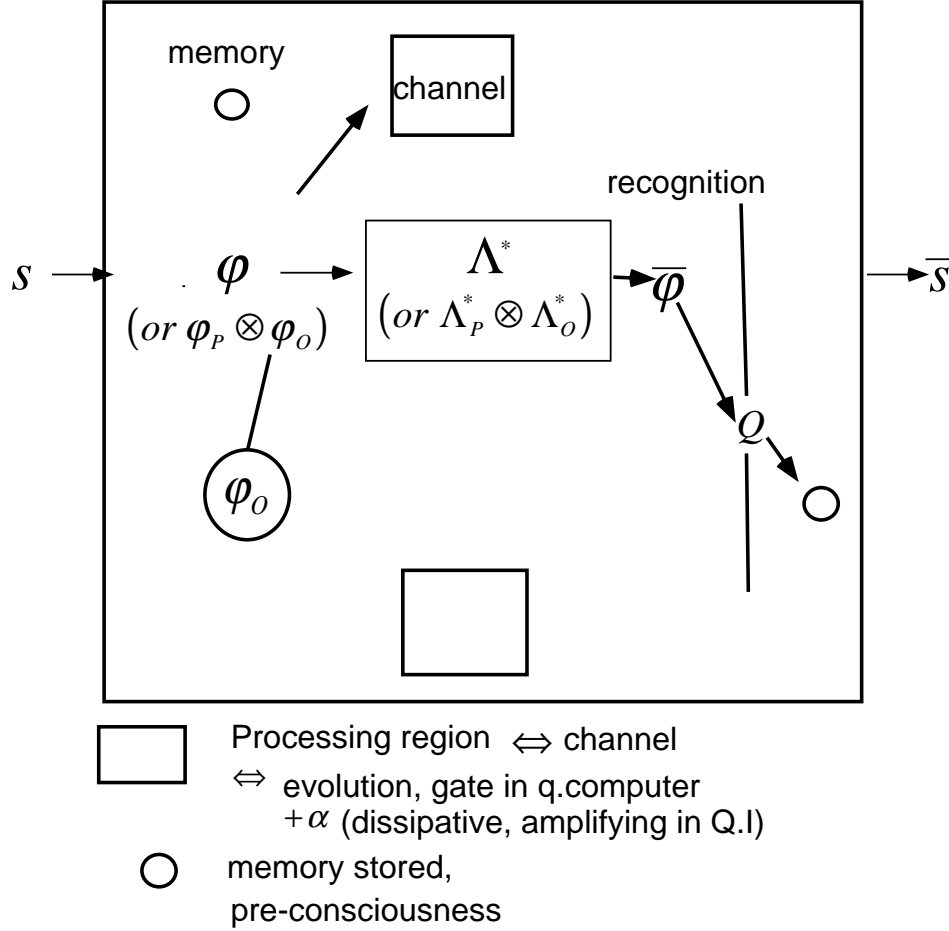 memory
channel
recognition
s
φ
(or φ_P ⊗ φ_O)
Λ*
(or Λ*_P ⊗ Λ*_O)
φ̅
s̅
Q
φ_O
Processing region ⇔ channel
⇔ evolution, gate in q.computer
+α (dissipative, amplifying in Q.I)
memory stored,
pre-consciousness